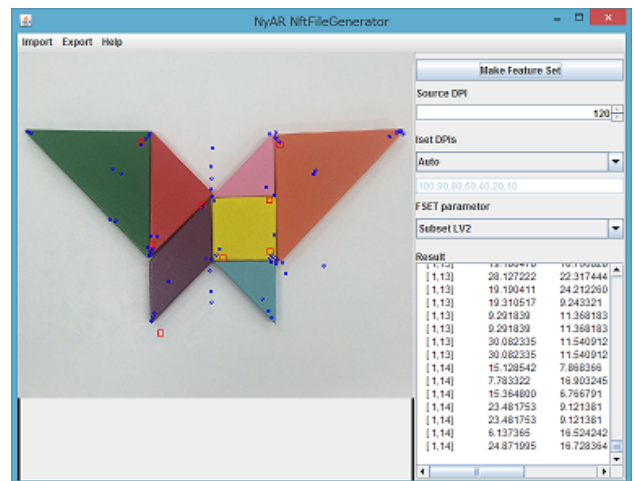 NyAR NftFileGenerator
Import Export Help
Make Feature Set
Source DPI
120
Iset DPIs
Auto
100,90,80,60,40,20,10
FSET parameter
Subset LV2
Result
[1,13] 28.127222 22.317444
[1,13] 19.190411 24.212260
[1,13] 19.310517 9.243321
[1,13] 9.291839 11.368183
[1,13] 9.291839 11.368183
[1,13] 30.082335 11.540912
[1,13] 30.082335 11.540912
[1,14] 15.128542 7.868366
[1,14] 7.783322 16.903245
[1,14] 15.364800 6.766791
[1,14] 23.481753 9.121381
[1,14] 23.481753 9.121381
[1,14] 6.137365 16.524242
[1,14] 24.871995 16.728364